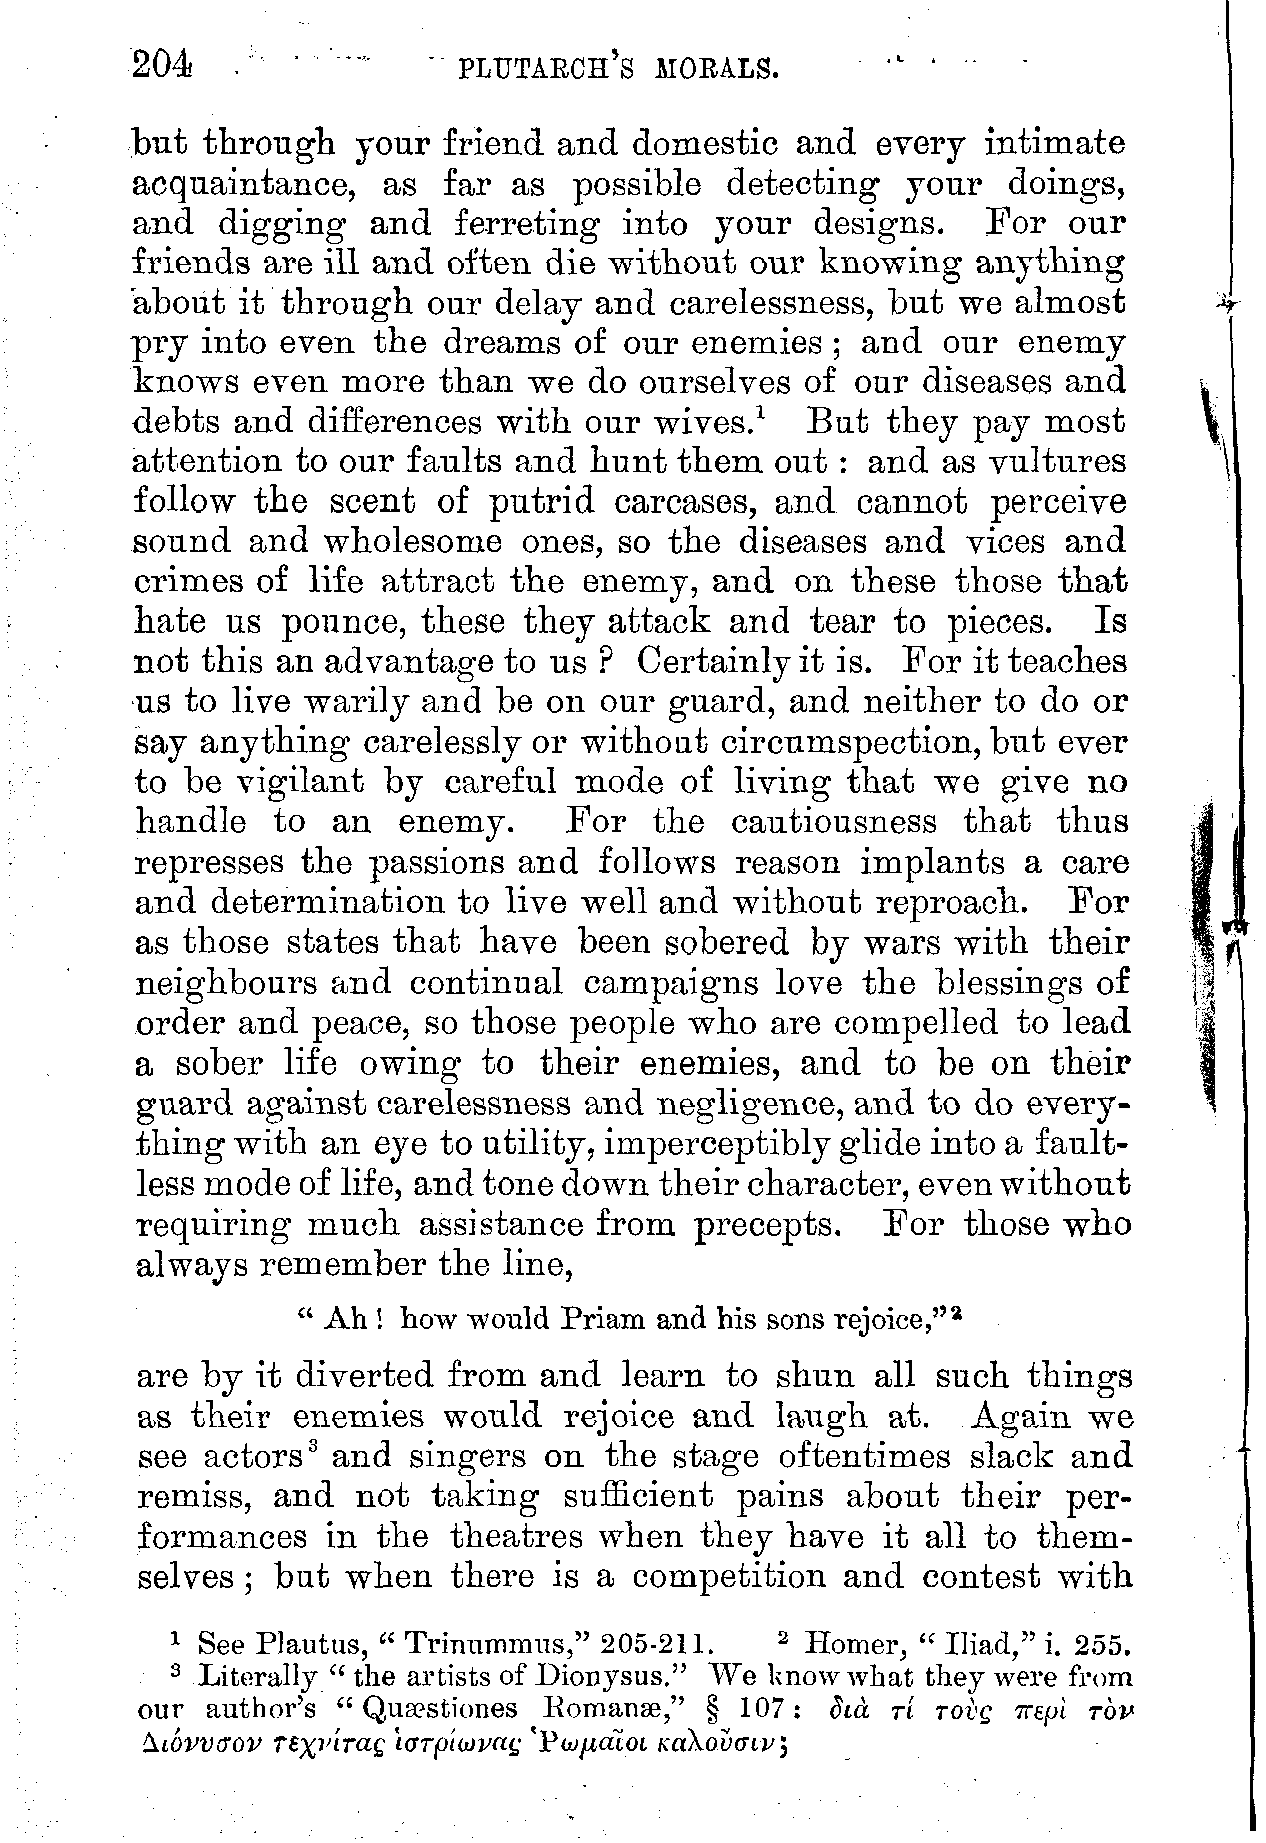 204 PLUTARCH'S MORALS.
but through your friend and domestic and every intimate
acquaintance, as far as possible detecting your doings,
and digging and ferreting into your designs. For our
friends are ill and often die without our knowing anything
about it through our delay and carelessness, but we almost
pry into even the dreams of our enemies ; and our enemy
knows even more than we do ourselves of our diseases and
debts and differences with our wives.¹ But they pay most
attention to our faults and hunt them out : and as vultures
follow the scent of putrid carcases, and cannot perceive
sound and wholesome ones, so the diseases and vices and
crimes of life attract the enemy, and on these those that
hate us pounce, these they attack and tear to pieces. Is
not this an advantage to us ? Certainly it is. For it teaches
us to live warily and be on our guard, and neither to do or
say anything carelessly or without circumspection, but ever
to be vigilant by careful mode of living that we give no
handle to an enemy. For the cautiousness that thus
represses the passions and follows reason implants a care
and determination to live well and without reproach. For
as those states that have been sobered by wars with their
neighbours and continual campaigns love the blessings of
order and peace, so those people who are compelled to lead
a sober life owing to their enemies, and to be on their
guard against carelessness and negligence, and to do every-
thing with an eye to utility, imperceptibly glide into a fault-
less mode of life, and tone down their character, even without
requiring much assistance from precepts. For those who
always remember the line,
“ Ah ! how would Priam and his sons rejoice,”²
are by it diverted from and learn to shun all such things
as their enemies would rejoice and laugh at. Again we
see actors³ and singers on the stage oftentimes slack and
remiss, and not taking sufficient pains about their per-
formances in the theatres when they have it all to them-
selves ; but when there is a competition and contest with
¹ See Plautus, “ Trinummus,” 205-211. ² Homer, “ Iliad,” i. 255.
³ Literally “ the artists of Dionysus.” We know what they were from
our author's “ Quæstiones Romanæ,” § 107 : διὰ τί τοὺς περὶ τὸν
Διόνυσον τεχνίτας ἱστρίωνας Ῥωμαῖοι καλοῦσιν;